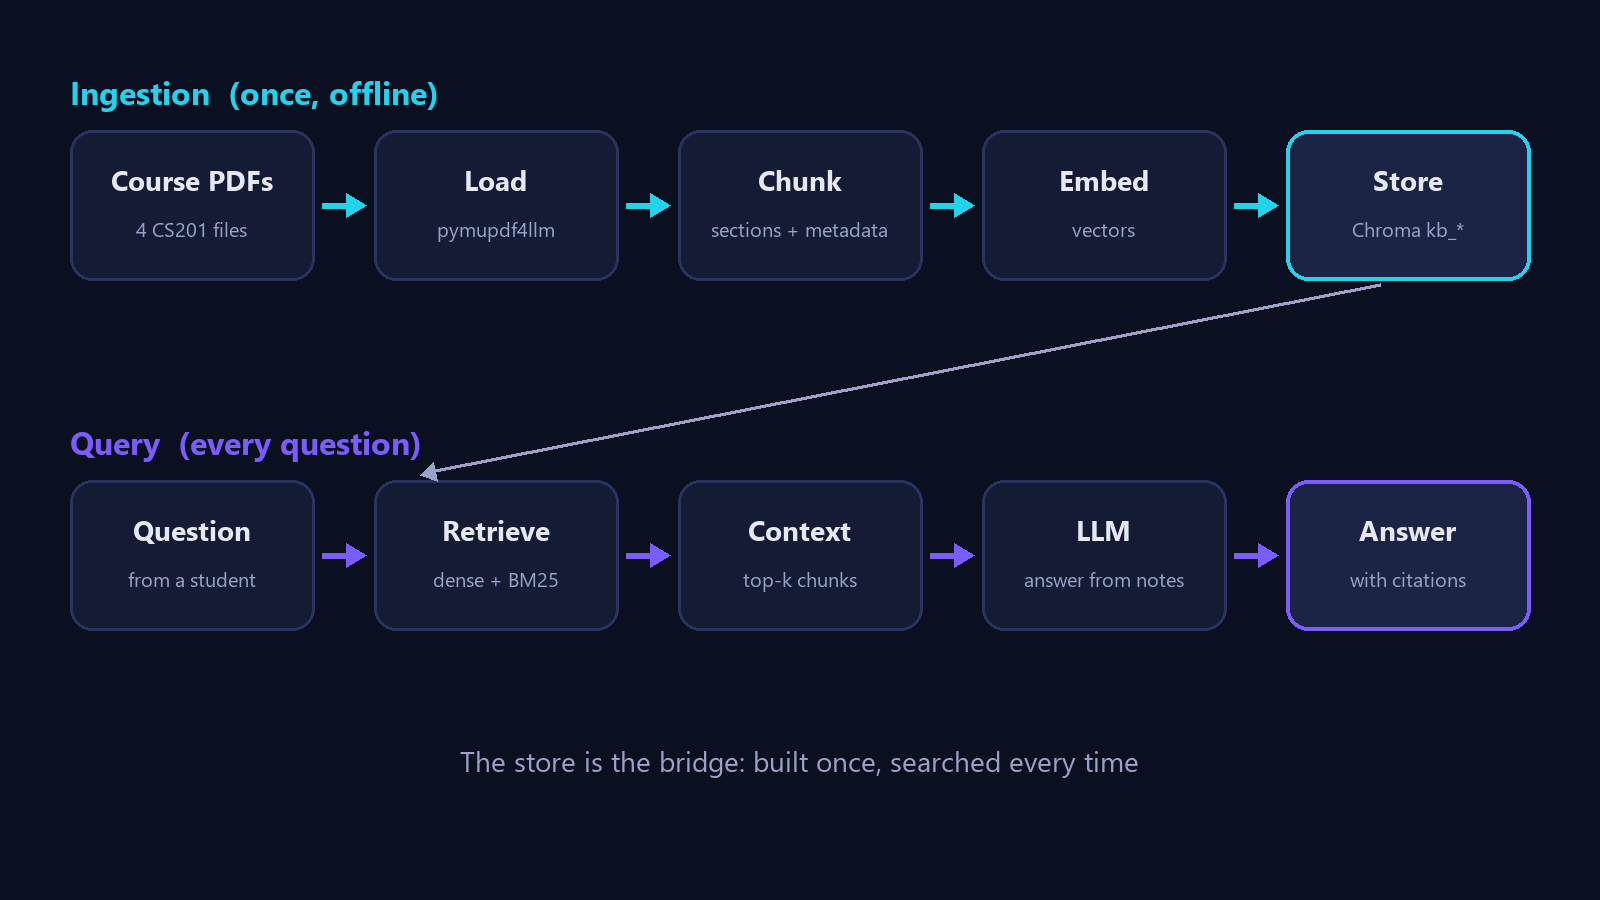 Ingestion  (once, offline)
Course PDFs
4 CS201 files
Load
pymupdf4llm
Chunk
sections + metadata
Embed
vectors
Store
Chroma kb_*
Query  (every question)
Question
from a student
Retrieve
dense + BM25
Context
top-k chunks
LLM
answer from notes
Answer
with citations
The store is the bridge: built once, searched every time